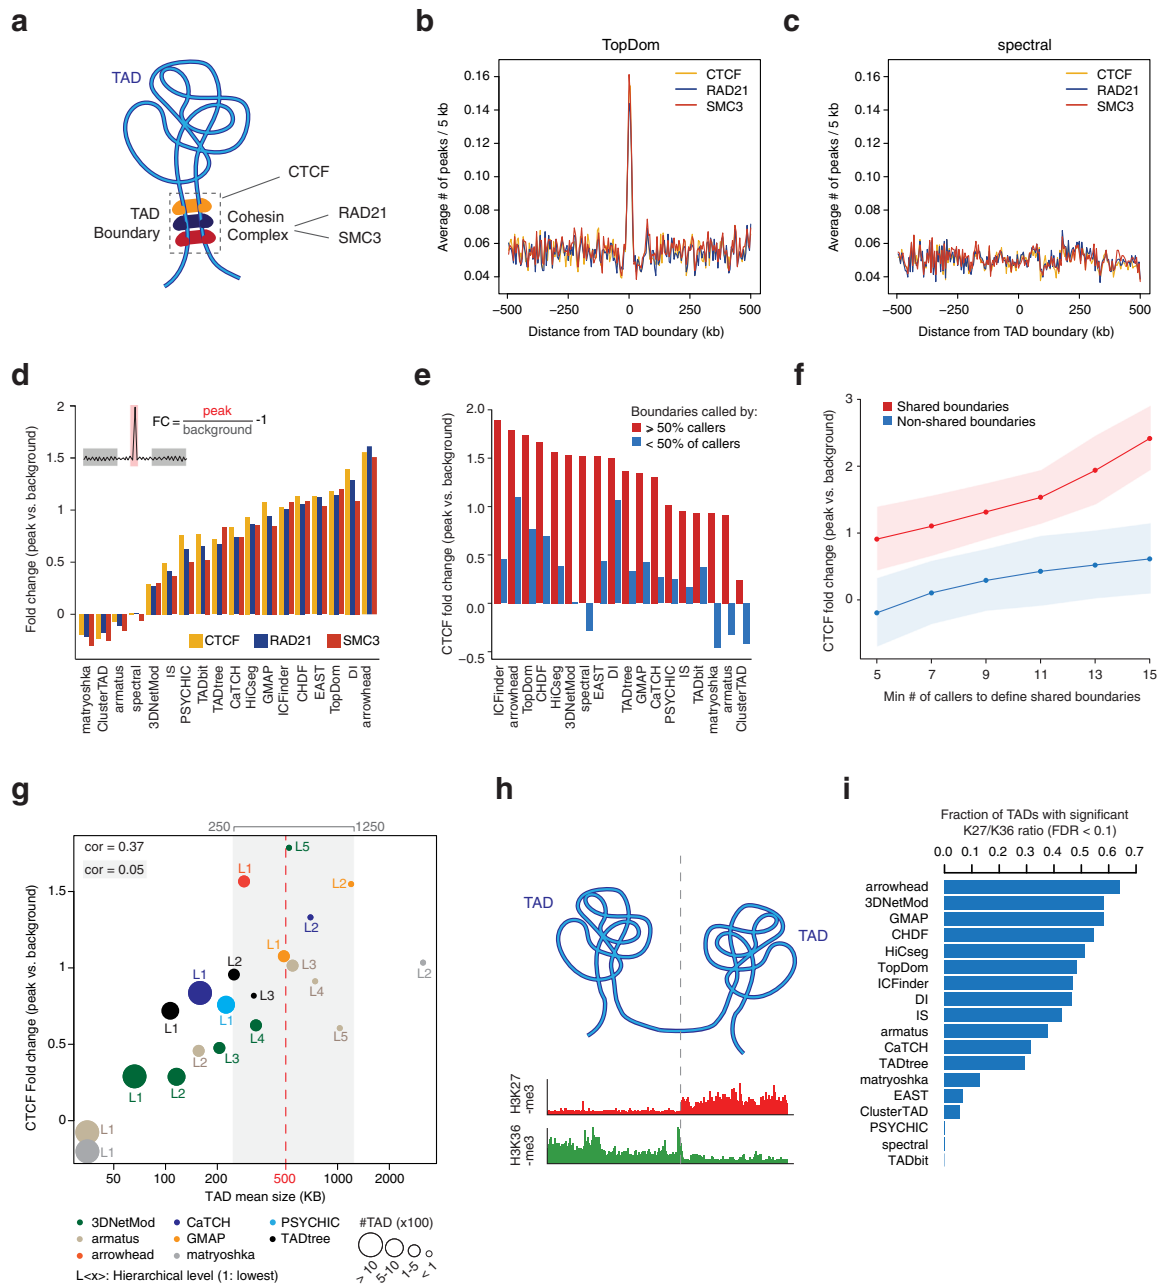 a
TAD
CTCF
TAD
Boundary
Cohesin
Complex
RAD21
SMC3
b
TopDom
CTCF
RAD21
SMC3
Average # of peaks / 5 kb
0.16
0.14
0.12
0.10
0.08
0.06
0.04
−500
−250
0
250
500
Distance from TAD boundary (kb)
c
spectral
CTCF
RAD21
SMC3
Average # of peaks / 5 kb
0.16
0.14
0.12
0.10
0.08
0.06
0.04
−500
−250
0
250
500
Distance from TAD boundary (kb)
d
Fold change (peak vs. background)
2
1.5
1
0.5
0
FC = peak / background -1
CTCF
RAD21
SMC3
matryoshka
ClusterTAD
armatus
spectral
3DNetMod
IS
PSYCHIC
TADbit
TADtree
CaTCH
HiCseg
GMAP
ICFinder
CHDF
EAST
TopDom
DI
arrowhead
e
CTCF fold change (peak vs. background)
2.0
1.5
1.0
0.5
0.0
−0.5
Boundaries called by:
⩾ 50% callers
< 50% of callers
ICFinder
arrowhead
TopDom
CHDF
HiCseg
3DNetMod
spectral
EAST
DI
TADtree
GMAP
CaTCH
PSYCHIC
IS
TADbit
matryoshka
armatus
ClusterTAD
f
CTCF fold change (peak vs. background)
3
2
1
0
Shared boundaries
Non-shared boundaries
5
7
9
11
13
15
Min # of callers to define shared boundaries
g
250
1250
cor = 0.37
cor = 0.05
CTCF Fold change (peak vs. background)
1.5
1
0.5
0
L5
L1
L2
L2
L1
L2
L3
L4
L2
L1
L3
L1
L1
L4
L5
L2
L3
L1
L2
L1
L1
50
100
200
500
1000
2000
TAD mean size (KB)
3DNetMod
CaTCH
PSYCHIC
armatus
GMAP
TADtree
arrowhead
matryoshka
#TAD (x100)
> 10
5-10
1-5
< 1
L<x>: Hierarchical level (1: lowest)
h
TAD
TAD
H3K27
-me3
H3K36
-me3
i
Fraction of TADs with significant
K27/K36 ratio (FDR < 0.1)
0.0
0.1
0.2
0.3
0.4
0.5
0.6
0.7
arrowhead
3DNetMod
GMAP
CHDF
HiCseg
TopDom
ICFinder
DI
IS
armatus
CaTCH
TADtree
matryoshka
EAST
ClusterTAD
PSYCHIC
spectral
TADbit